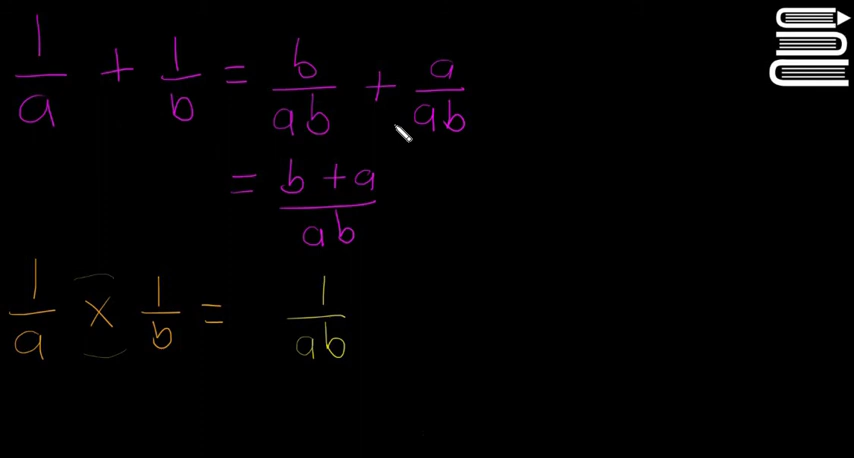 1/a + 1/b = b/ab + a/ab
= b + a/ab
1/a × 1/b = 1/ab